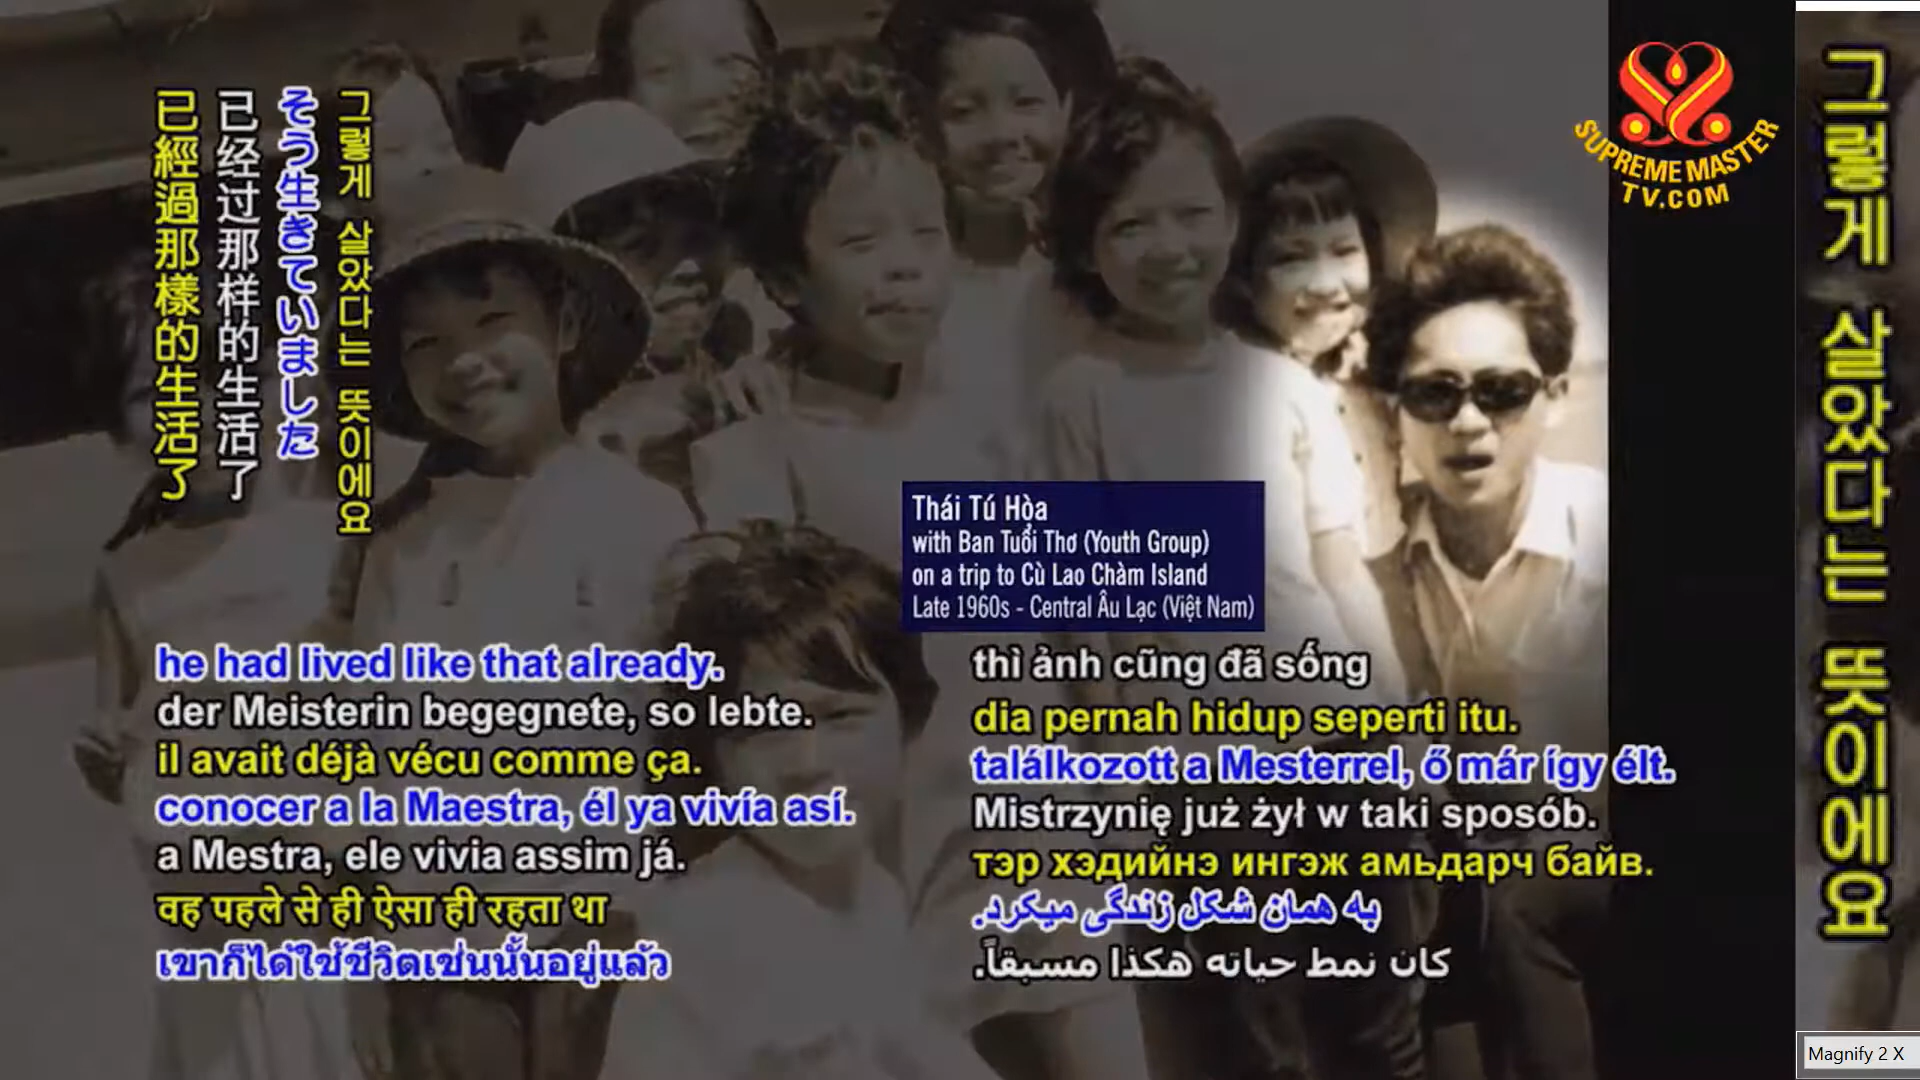 그렇게 살았다는 뜻이에요
そう生きていました
已经过那样的生活了
已經過那樣的生活了
SUPREME MASTER
TV.COM
Thái Tú Hòa
with Ban Tuổi Thơ (Youth Group)
on a trip to Cù Lao Chàm Island
Late 1960s - Central Âu Lạc (Việt Nam)
he had lived like that already.
der Meisterin begegnete, so lebte.
il avait déjà vécu comme ça.
conocer a la Maestra, él ya vivía así.
a Mestra, ele vivia assim já.
वह पहले से ही ऐसा ही रहता था
เขาก็ได้ใช้ชีวิตเช่นนั้นอยู่แล้ว
thì ảnh cũng đã sống
dia pernah hidup seperti itu.
találkozott a Mesterrel, ő már így élt.
Mistrzynię już żył w taki sposób.
тэр хэдийнэ ингэж амьдарч байв.
به همان شکل زندگی میکرد.
كان نمط حياته هكذا مسبقاً.
그렇게 살았다는 뜻이에요
Magnify 2 X